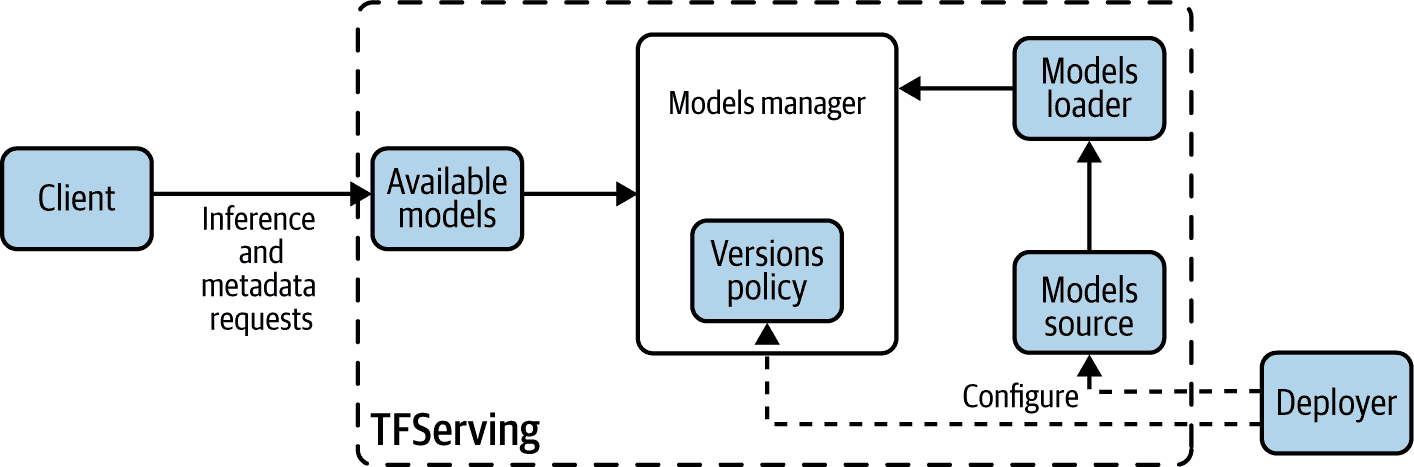 Client
Inference
and
metadata
requests
Available
models
Models manager
Versions
policy
Models
loader
Models
source
Configure
Deployer
TFServing